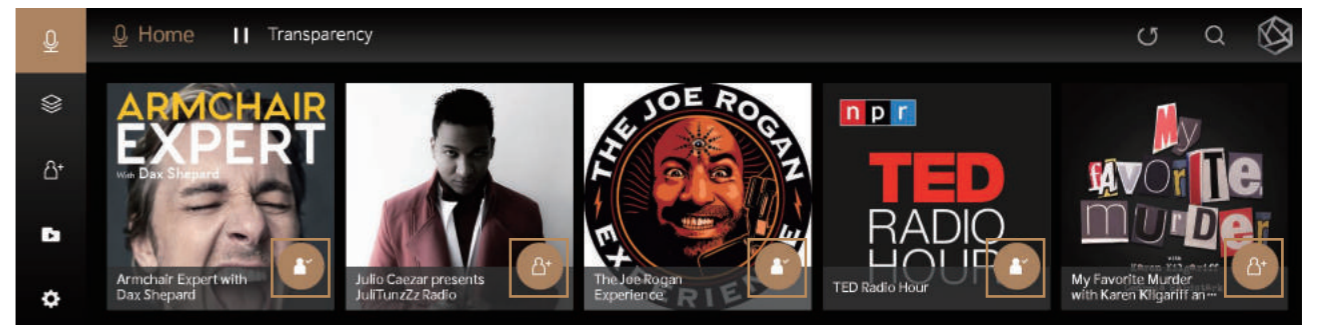 Home
Transparency
ARMCHAIR
EXPERT
With Dax Shepard
Armchair Expert with
Dax Shepard
Julio Caezar presents
JuliTunzZz Radio
THE JOE ROGAN
EXPERIE
The Joe Rogan
Experience
npr
TED
RADIO
HOUR
TED Radio Hour
My
fAVOrITe
mUrDer
with
My Favorite Murder
with Karen Kilgariff an…